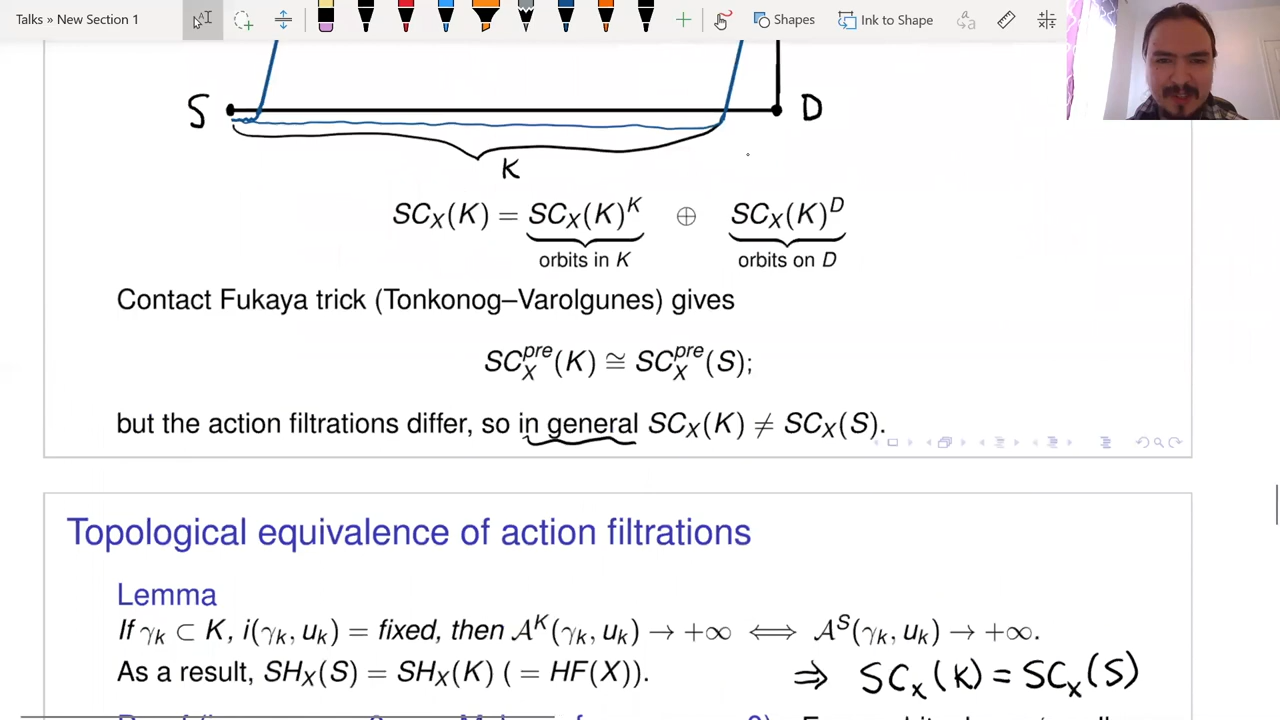 Talks » New Section 1
Shapes
Ink to Shape
S
D
K
SC_X(K) = SC_X(K)^K ⊕ SC_X(K)^D
orbits in K orbits on D
Contact Fukaya trick (Tonkonog–Varolgunes) gives
SC_X^{pre}(K) ≅ SC_X^{pre}(S);
but the action filtrations differ, so in general SC_X(K) ≠ SC_X(S).
Topological equivalence of action filtrations
Lemma
If γ_k ⊂ K, i(γ_k, u_k) = fixed, then 𝒜^K(γ_k, u_k) → +∞ ⟺ 𝒜^S(γ_k, u_k) → +∞.
As a result, SH_X(S) = SH_X(K) ( = HF(X)).
⇒ SC_X(K) = SC_X(S)